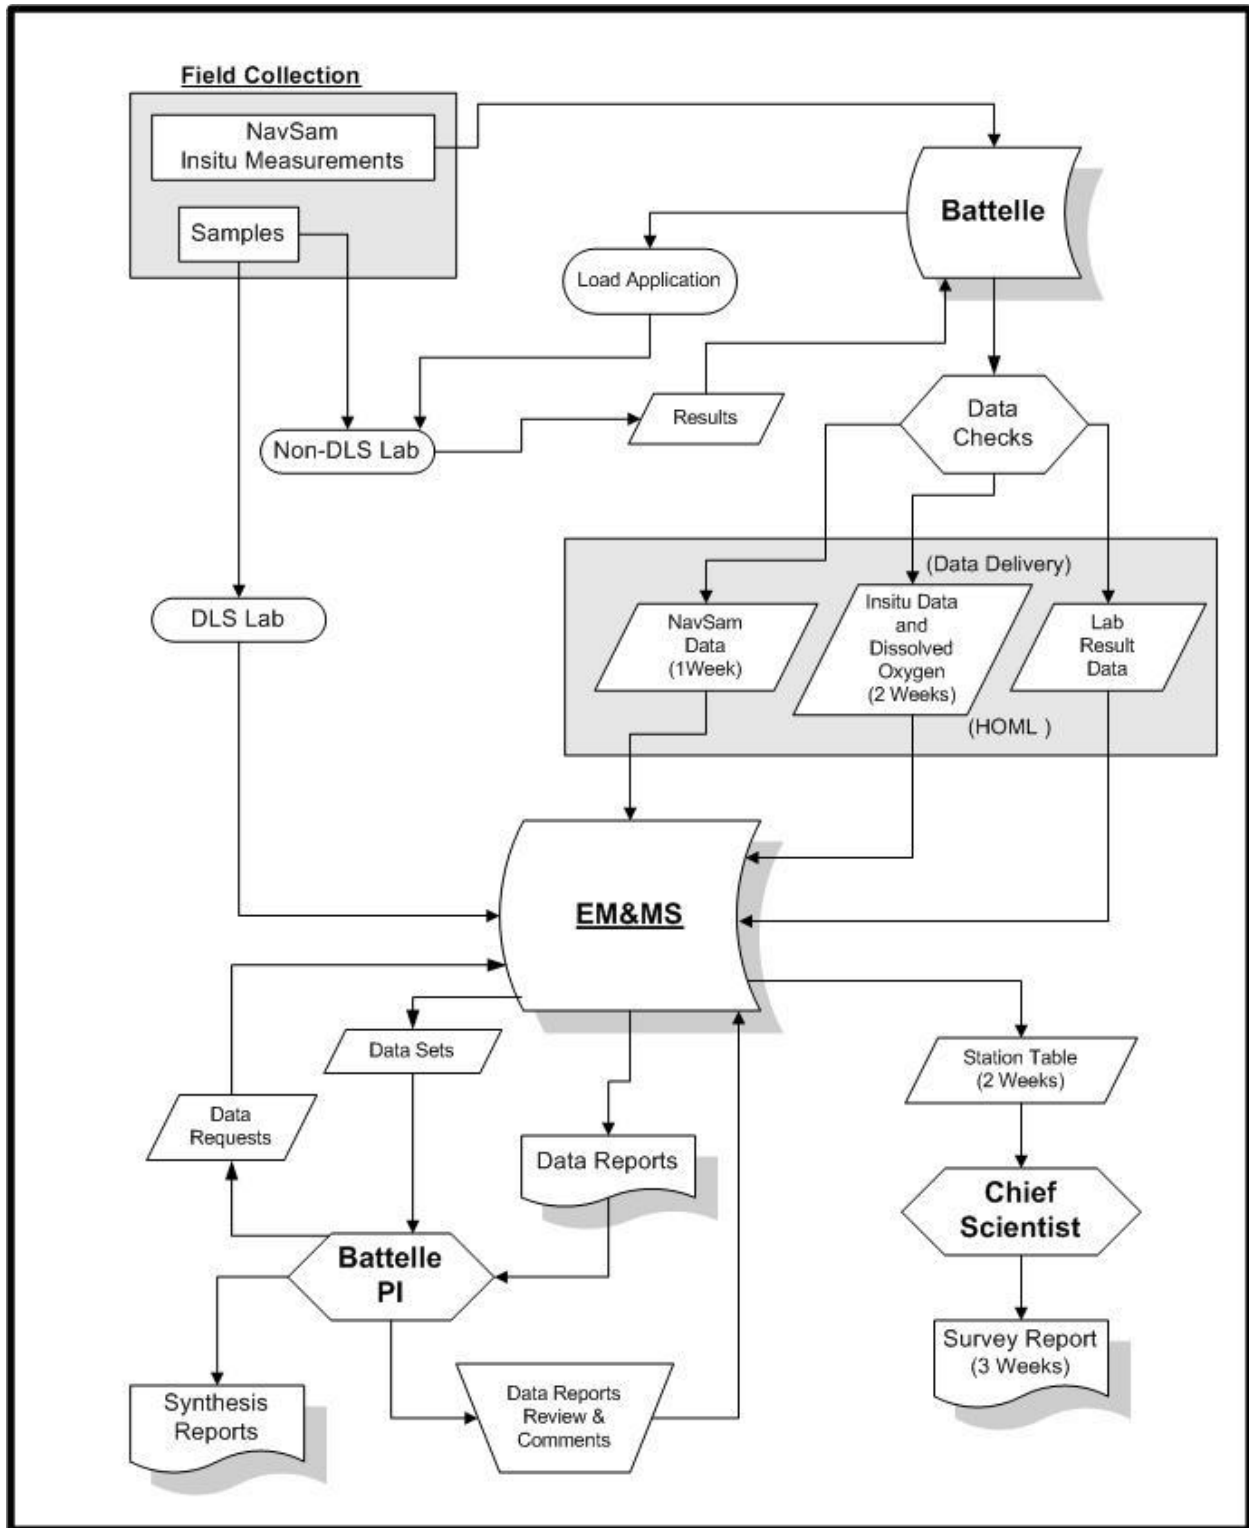 Field Collection
NavSam
Insitu Measurements
Samples
Battelle
Load Application
Results
Non-DLS Lab
Data
Checks
(Data Delivery)
DLS Lab
NavSam
Data
(1Week)
Insitu Data
and
Dissolved
Oxygen
(2 Weeks)
Lab
Result
Data
(HOML )
EM&MS
Data Sets
Station Table
(2 Weeks)
Data
Requests
Data Reports
Chief
Scientist
Battelle
PI
Survey Report
(3 Weeks)
Synthesis
Reports
Data Reports
Review &
Comments